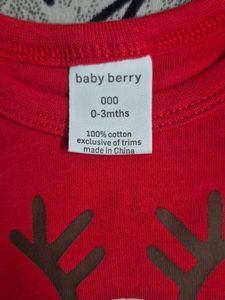 baby berry
000
0-3mths
100% cotton
exclusive of trims
made in China